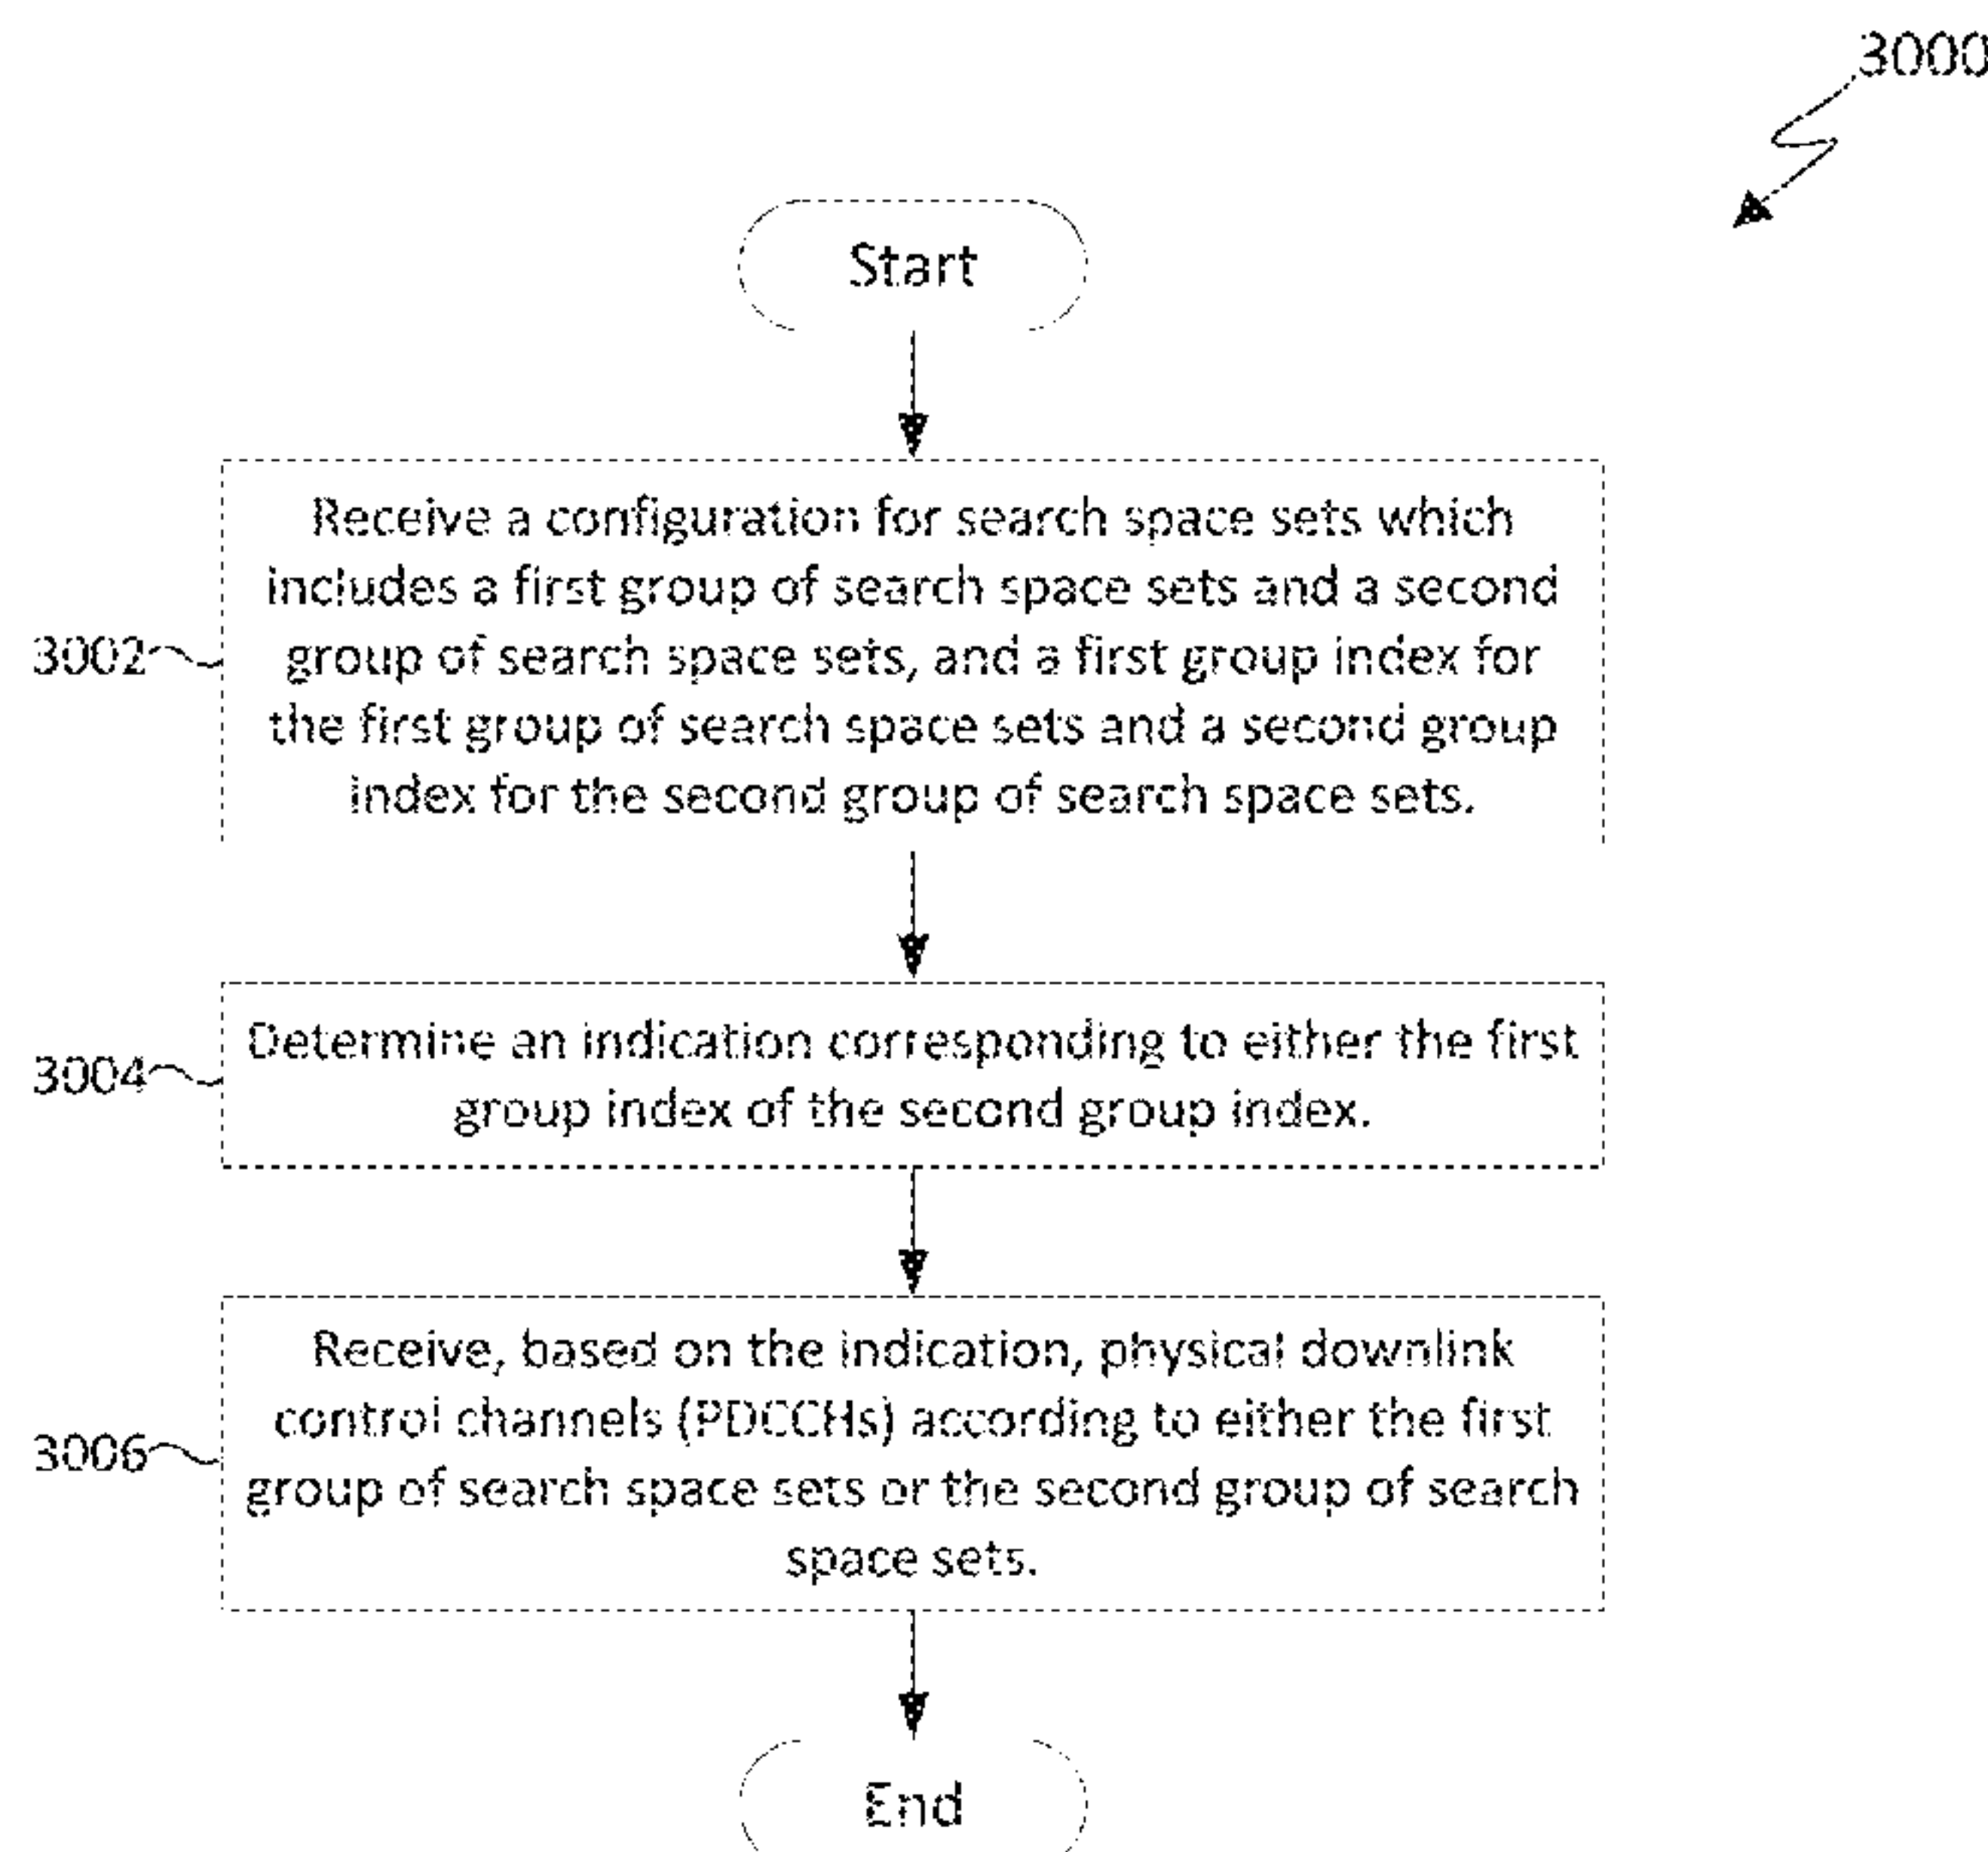 3000
Start
Receive a configuration for search space sets which
includes a first group of search space sets and a second
group of search space sets, and a first group index for
the first group of search space sets and a second group
index for the second group of search space sets.
3002
Determine an indication corresponding to either the first
group index of the second group index.
3004
Receive, based on the indication, physical downlink
control channels (PDCCHs) according to either the first
group of search space sets or the second group of search
space sets.
3006
End